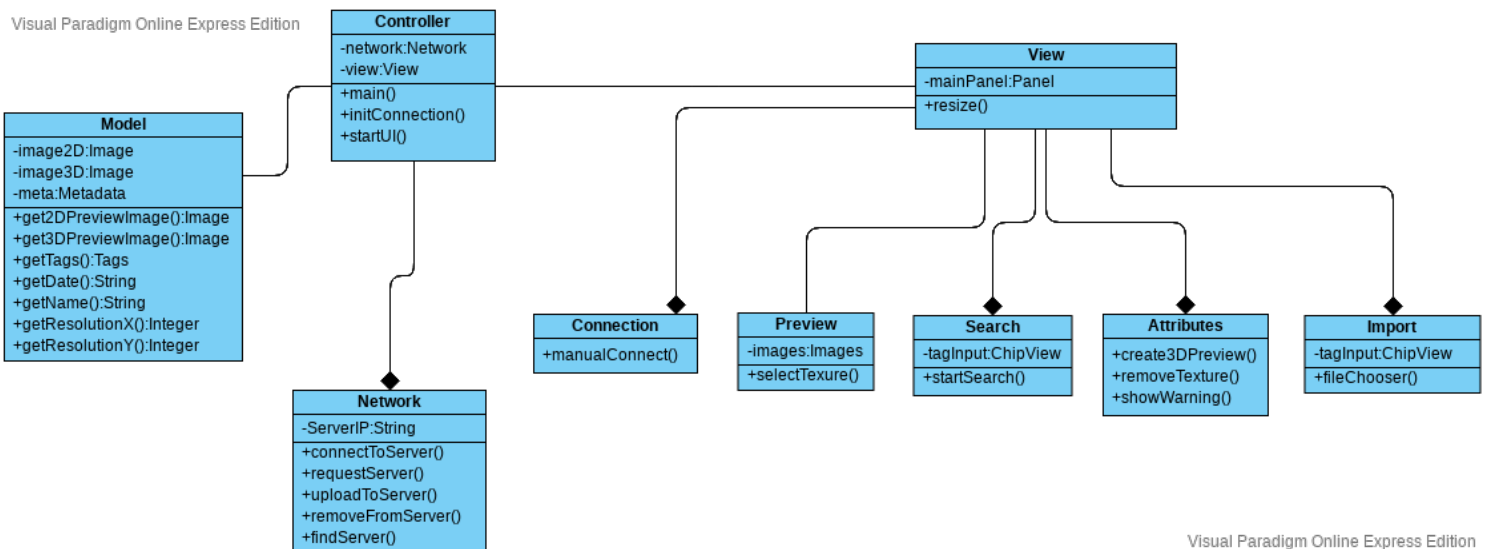 Visual Paradigm Online Express Edition
Controller
-network:Network
-view:View
+main()
+initConnection()
+startUI()
View
-mainPanel:Panel
+resize()
Model
-image2D:Image
-image3D:Image
-meta:Metadata
+get2DPreviewImage():Image
+get3DPreviewImage():Image
+getTags():Tags
+getDate():String
+getName():String
+getResolutionX():Integer
+getResolutionY():Integer
Connection
+manualConnect()
Preview
-images:Images
+selectTexure()
Search
-tagInput:ChipView
+startSearch()
Attributes
+create3DPreview()
+removeTexture()
+showWarning()
Import
-tagInput:ChipView
+fileChooser()
Network
-ServerIP:String
+connectToServer()
+requestServer()
+uploadToServer()
+removeFromServer()
+findServer()
Visual Paradigm Online Express Edition